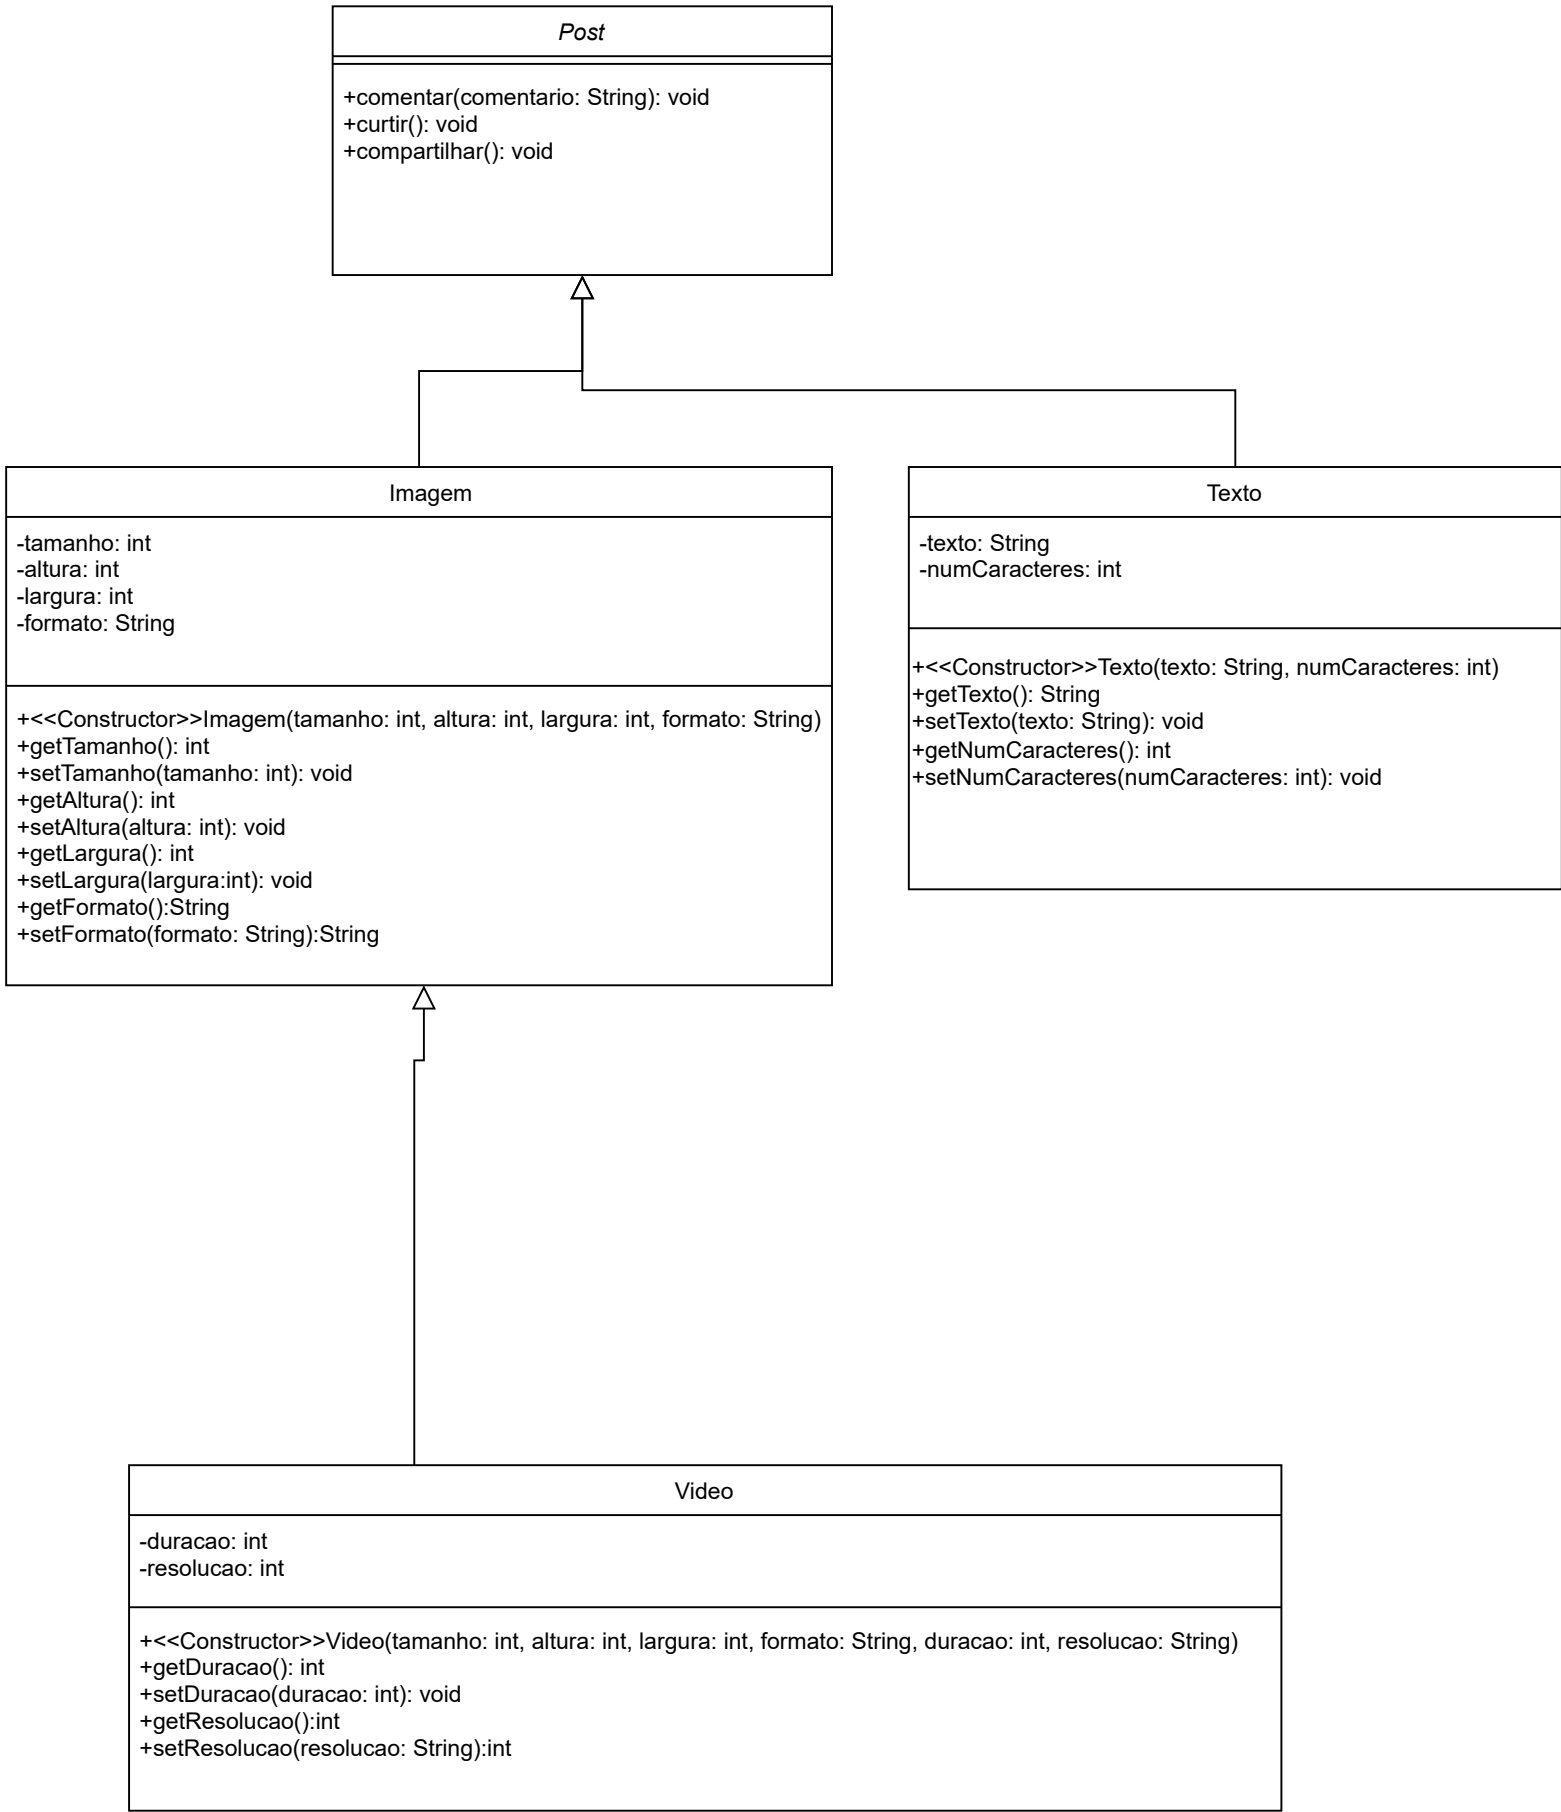 Post
+comentar(comentario: String): void
+curtir(): void
+compartilhar(): void
Imagem
-tamanho: int
-altura: int
-largura: int
-formato: String
+<<Constructor>>Imagem(tamanho: int, altura: int, largura: int, formato: String)
+getTamanho(): int
+setTamanho(tamanho: int): void
+getAltura(): int
+setAltura(altura: int): void
+getLargura(): int
+setLargura(largura:int): void
+getFormato():String
+setFormato(formato: String):String
Texto
-texto: String
-numCaracteres: int
+<<Constructor>>Texto(texto: String, numCaracteres: int)
+getTexto(): String
+setTexto(texto: String): void
+getNumCaracteres(): int
+setNumCaracteres(numCaracteres: int): void
Video
-duracao: int
-resolucao: int
+<<Constructor>>Video(tamanho: int, altura: int, largura: int, formato: String, duracao: int, resolucao: String)
+getDuracao(): int
+setDuracao(duracao: int): void
+getResolucao():int
+setResolucao(resolucao: String):int